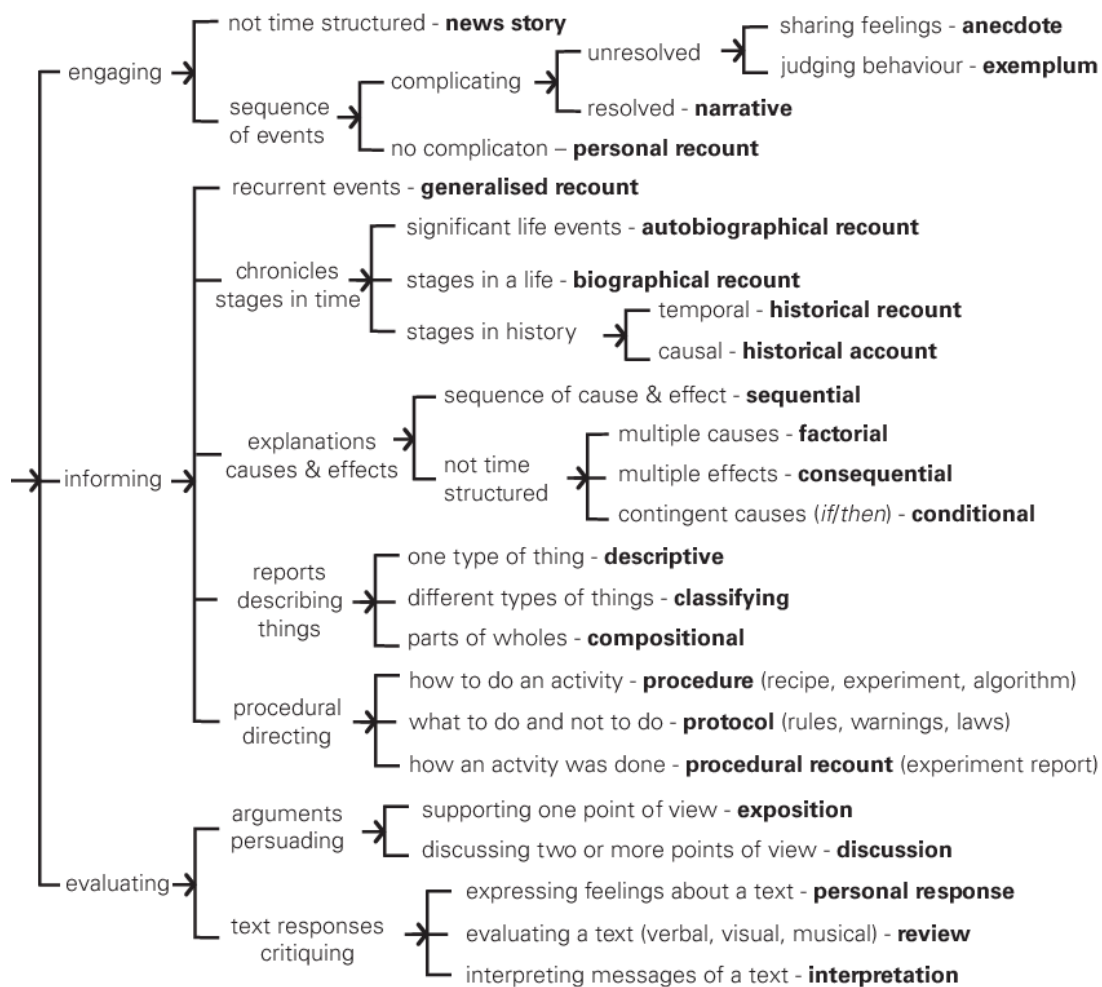 engaging
not time structured - news story
sequence
of events
complicating
unresolved
sharing feelings - anecdote
judging behaviour - exemplum
resolved - narrative
no complicaton – personal recount
informing
recurrent events - generalised recount
chronicles
stages in time
significant life events - autobiographical recount
stages in a life - biographical recount
stages in history
temporal - historical recount
causal - historical account
explanations
causes & effects
sequence of cause & effect - sequential
not time
structured
multiple causes - factorial
multiple effects - consequential
contingent causes (if/then) - conditional
reports
describing
things
one type of thing - descriptive
different types of things - classifying
parts of wholes - compositional
procedural
directing
how to do an activity - procedure (recipe, experiment, algorithm)
what to do and not to do - protocol (rules, warnings, laws)
how an actvity was done - procedural recount (experiment report)
evaluating
arguments
persuading
supporting one point of view - exposition
discussing two or more points of view - discussion
text responses
critiquing
expressing feelings about a text - personal response
evaluating a text (verbal, visual, musical) - review
interpreting messages of a text - interpretation